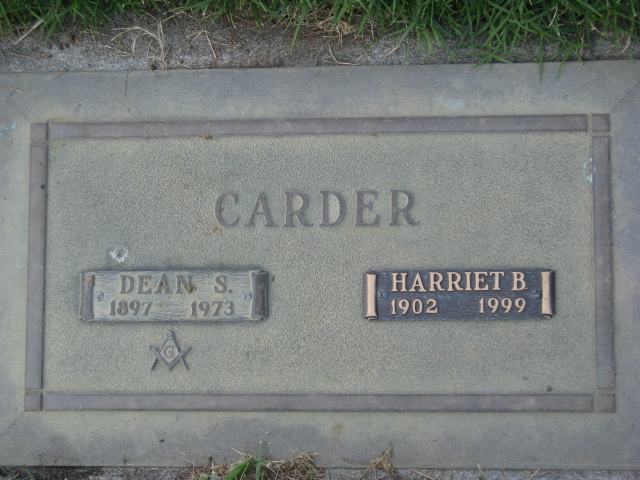 CARDER
DEAN S.
1897 1973
G
HARRIET B.
1902 1999